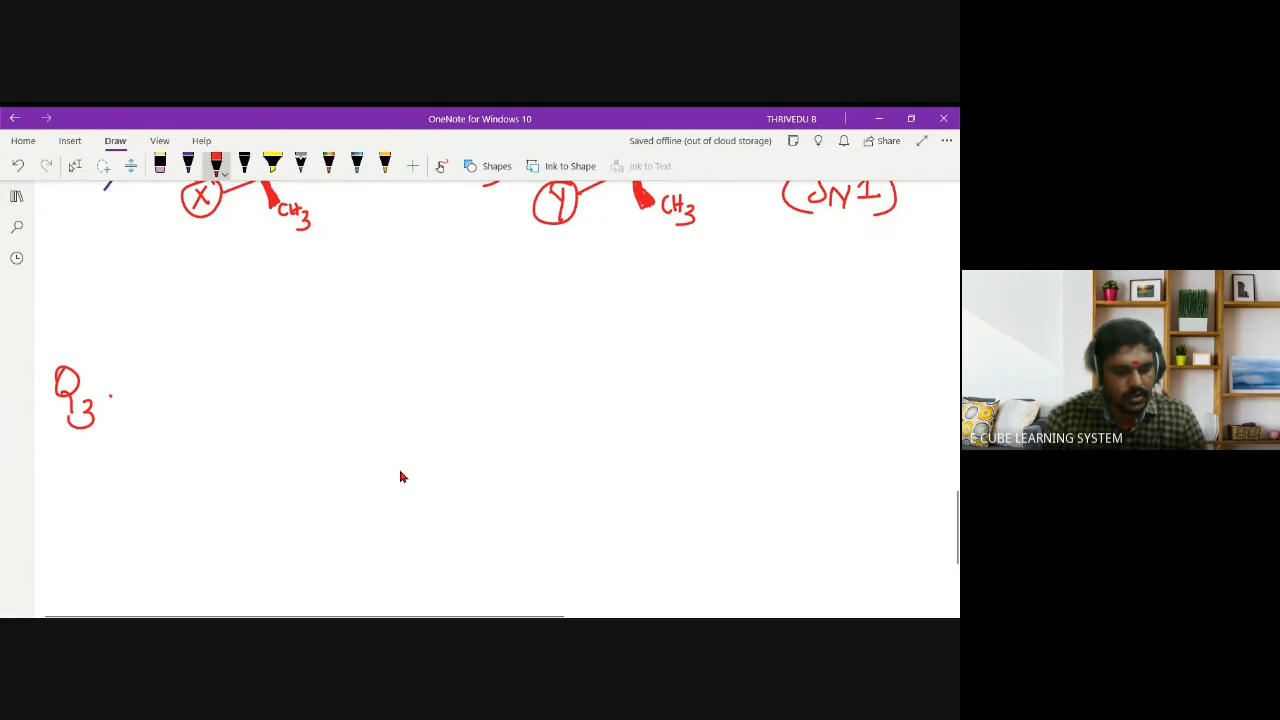 OneNote for Windows 10
THRIVEDU B
Home Insert Draw View Help
Saved offline (out of cloud storage)
Share
Shapes
Ink to Shape
Ink to Text
X CH3
Y CH3
(SN1)
Q3.
E CUBE LEARNING SYSTEM